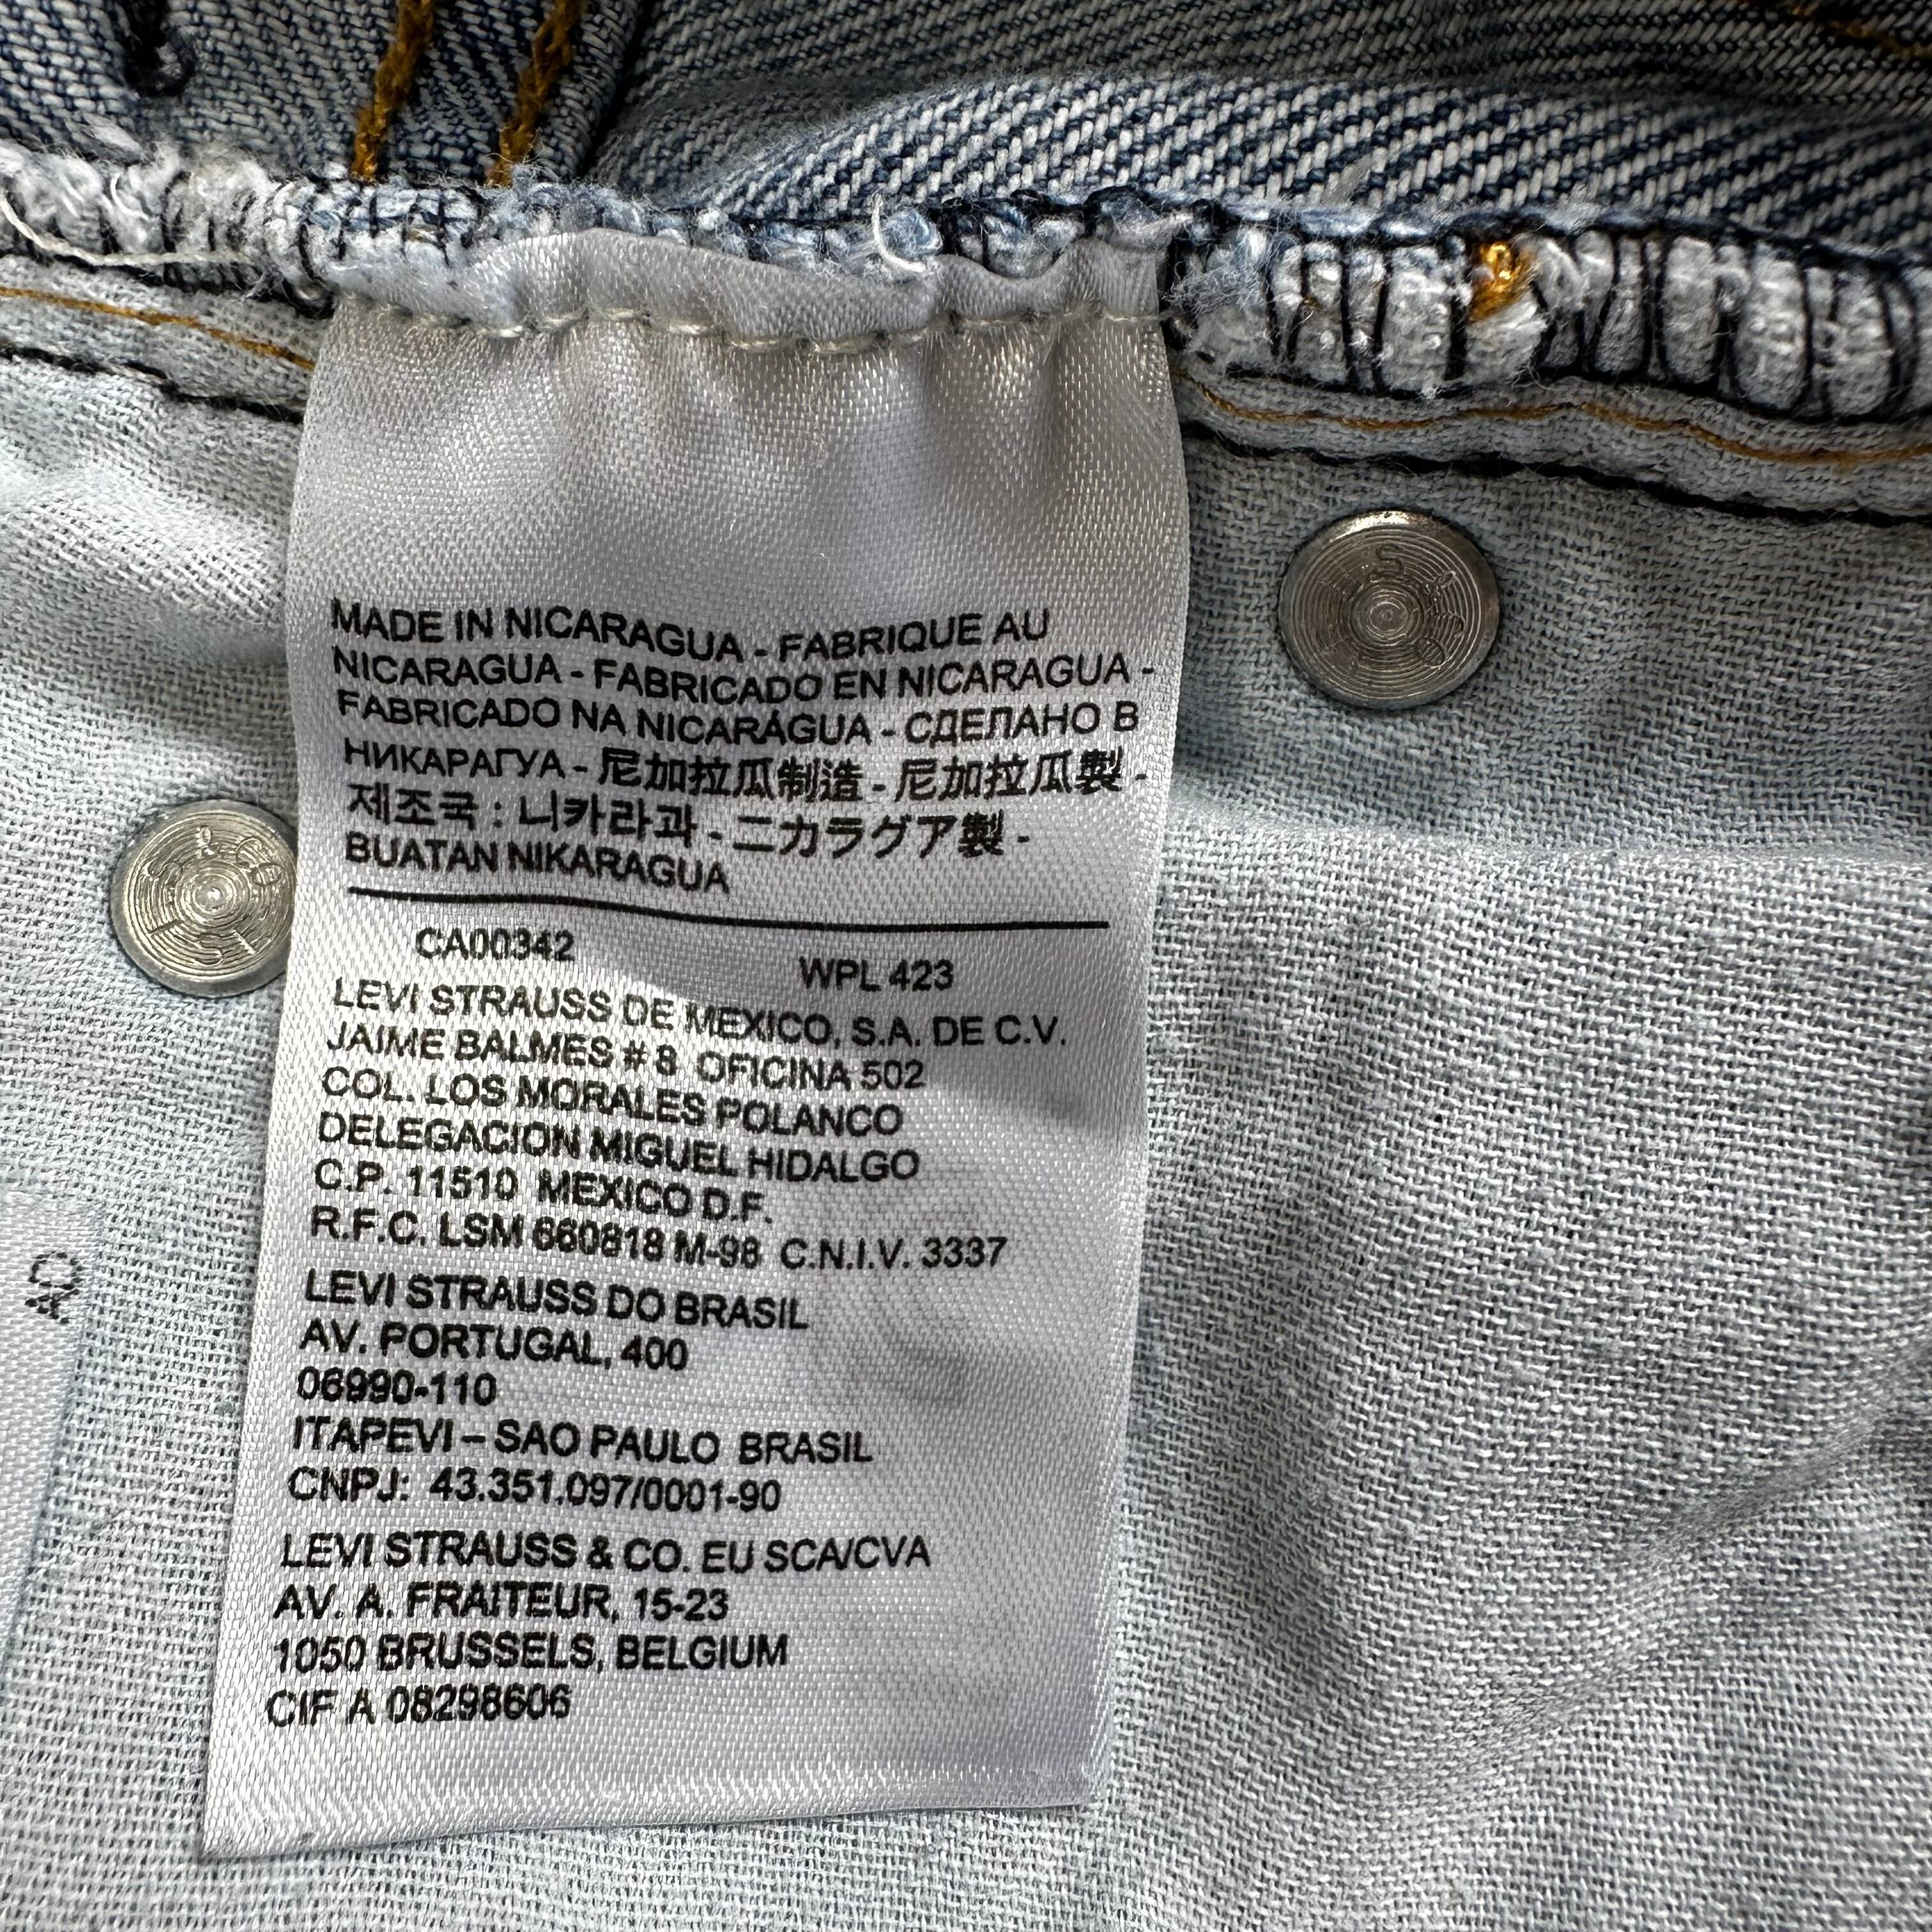 MADE IN NICARAGUA - FABRIQUE AU
NICARAGUA - FABRICADO EN NICARAGUA -
FABRICADO NA NICARÁGUA - СДЕЛАНО В
НИКАРАГУА - 尼加拉瓜制造 - 尼加拉瓜製 -
제조국 : 니카라과 - ニカラグア製 -
BUATAN NIKARAGUA
CA00342 WPL 423
LEVI STRAUSS DE MEXICO, S.A. DE C.V.
JAIME BALMES # 8 OFICINA 502
COL. LOS MORALES POLANCO
DELEGACION MIGUEL HIDALGO
C.P. 11510 MEXICO D.F.
R.F.C. LSM 660818 M-98 C.N.I.V. 3337
LEVI STRAUSS DO BRASIL
AV. PORTUGAL, 400
06990-110
ITAPEVI – SAO PAULO BRASIL
CNPJ: 43.351.097/0001-90
LEVI STRAUSS & CO. EU SCA/CVA
AV. A. FRAITEUR, 15-23
1050 BRUSSELS, BELGIUM
CIF A 08298606